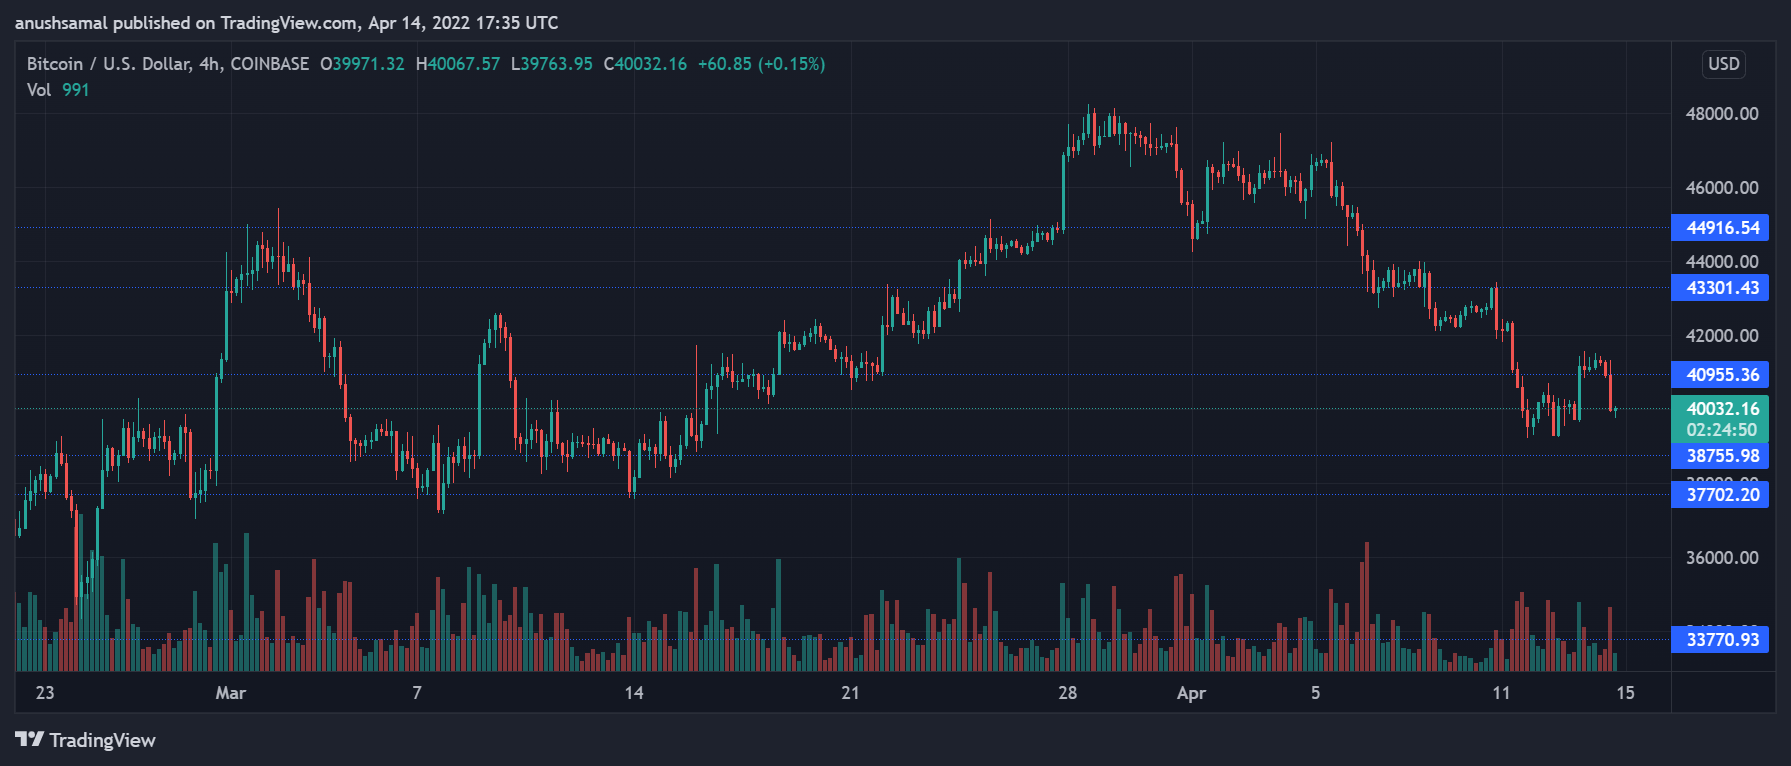 anushsamal published on TradingView.com, Apr 14, 2022 17:35 UTC
Bitcoin / U.S. Dollar, 4h, COINBASE O39971.32 H40067.57 L39763.95 C40032.16 +60.85 (+0.15%)
Vol 991
USD
48000.00
46000.00
44916.54
44000.00
43301.43
42000.00
40955.36
40032.16
02:24:50
38755.98
37702.20
36000.00
33770.93
23 Mar 7 14 21 28 Apr 5 11 15
TradingView